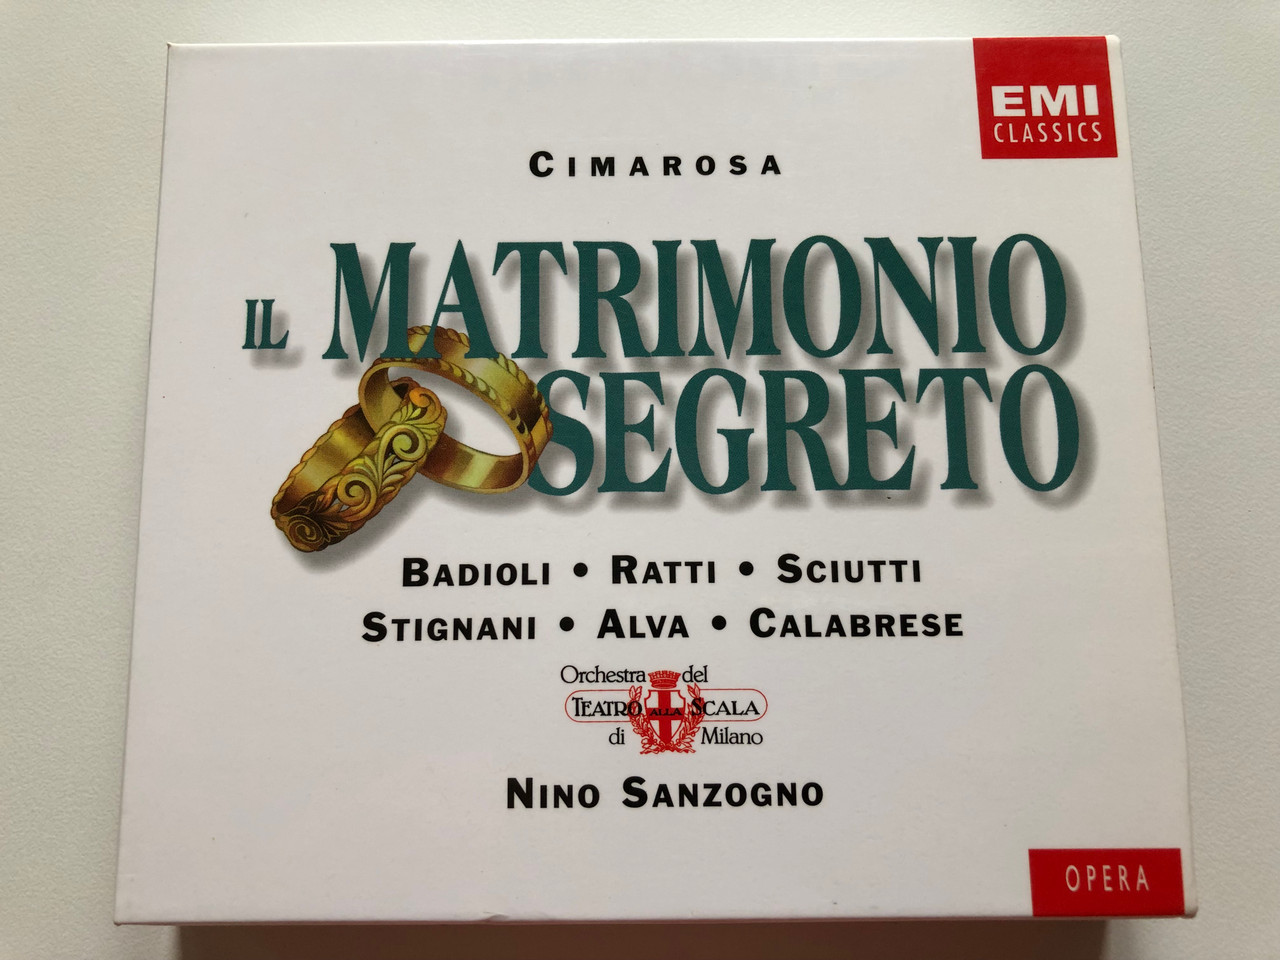 EMI
CLASSICS
CIMAROSA
IL MATRIMONIO
SEGRETO
BADIOLI • RATTI • SCIUTTI
STIGNANI • ALVA • CALABRESE
Orchestra del
TEATRO ALLA SCALA
di Milano
NINO SANZOGNO
OPERA